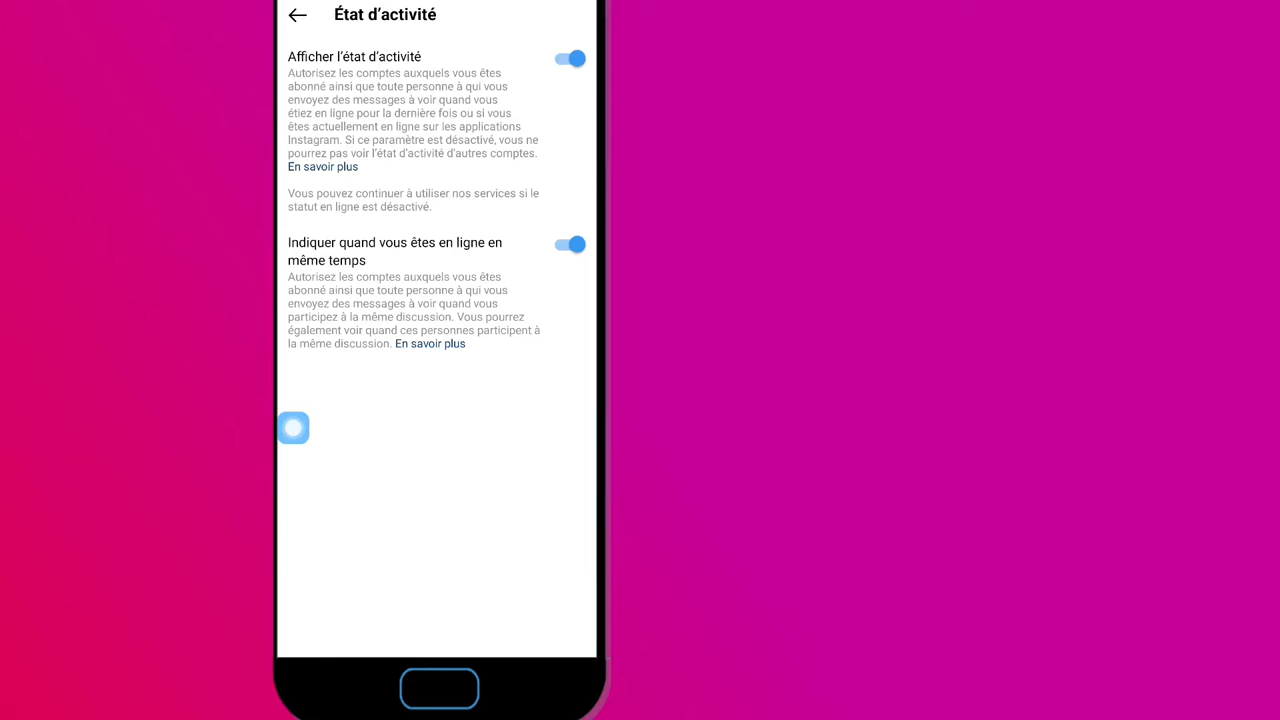 État d’activité
Afficher l’état d’activité
Autorisez les comptes auxquels vous êtes
abonné ainsi que toute personne à qui vous
envoyez des messages à voir quand vous
étiez en ligne pour la dernière fois ou si vous
êtes actuellement en ligne sur les applications
Instagram. Si ce paramètre est désactivé, vous ne
pourrez pas voir l’état d’activité d’autres comptes.
En savoir plus
Vous pouvez continuer à utiliser nos services si le
statut en ligne est désactivé.
Indiquer quand vous êtes en ligne en
même temps
Autorisez les comptes auxquels vous êtes
abonné ainsi que toute personne à qui vous
envoyez des messages à voir quand vous
participez à la même discussion. Vous pourrez
également voir quand ces personnes participent à
la même discussion. En savoir plus